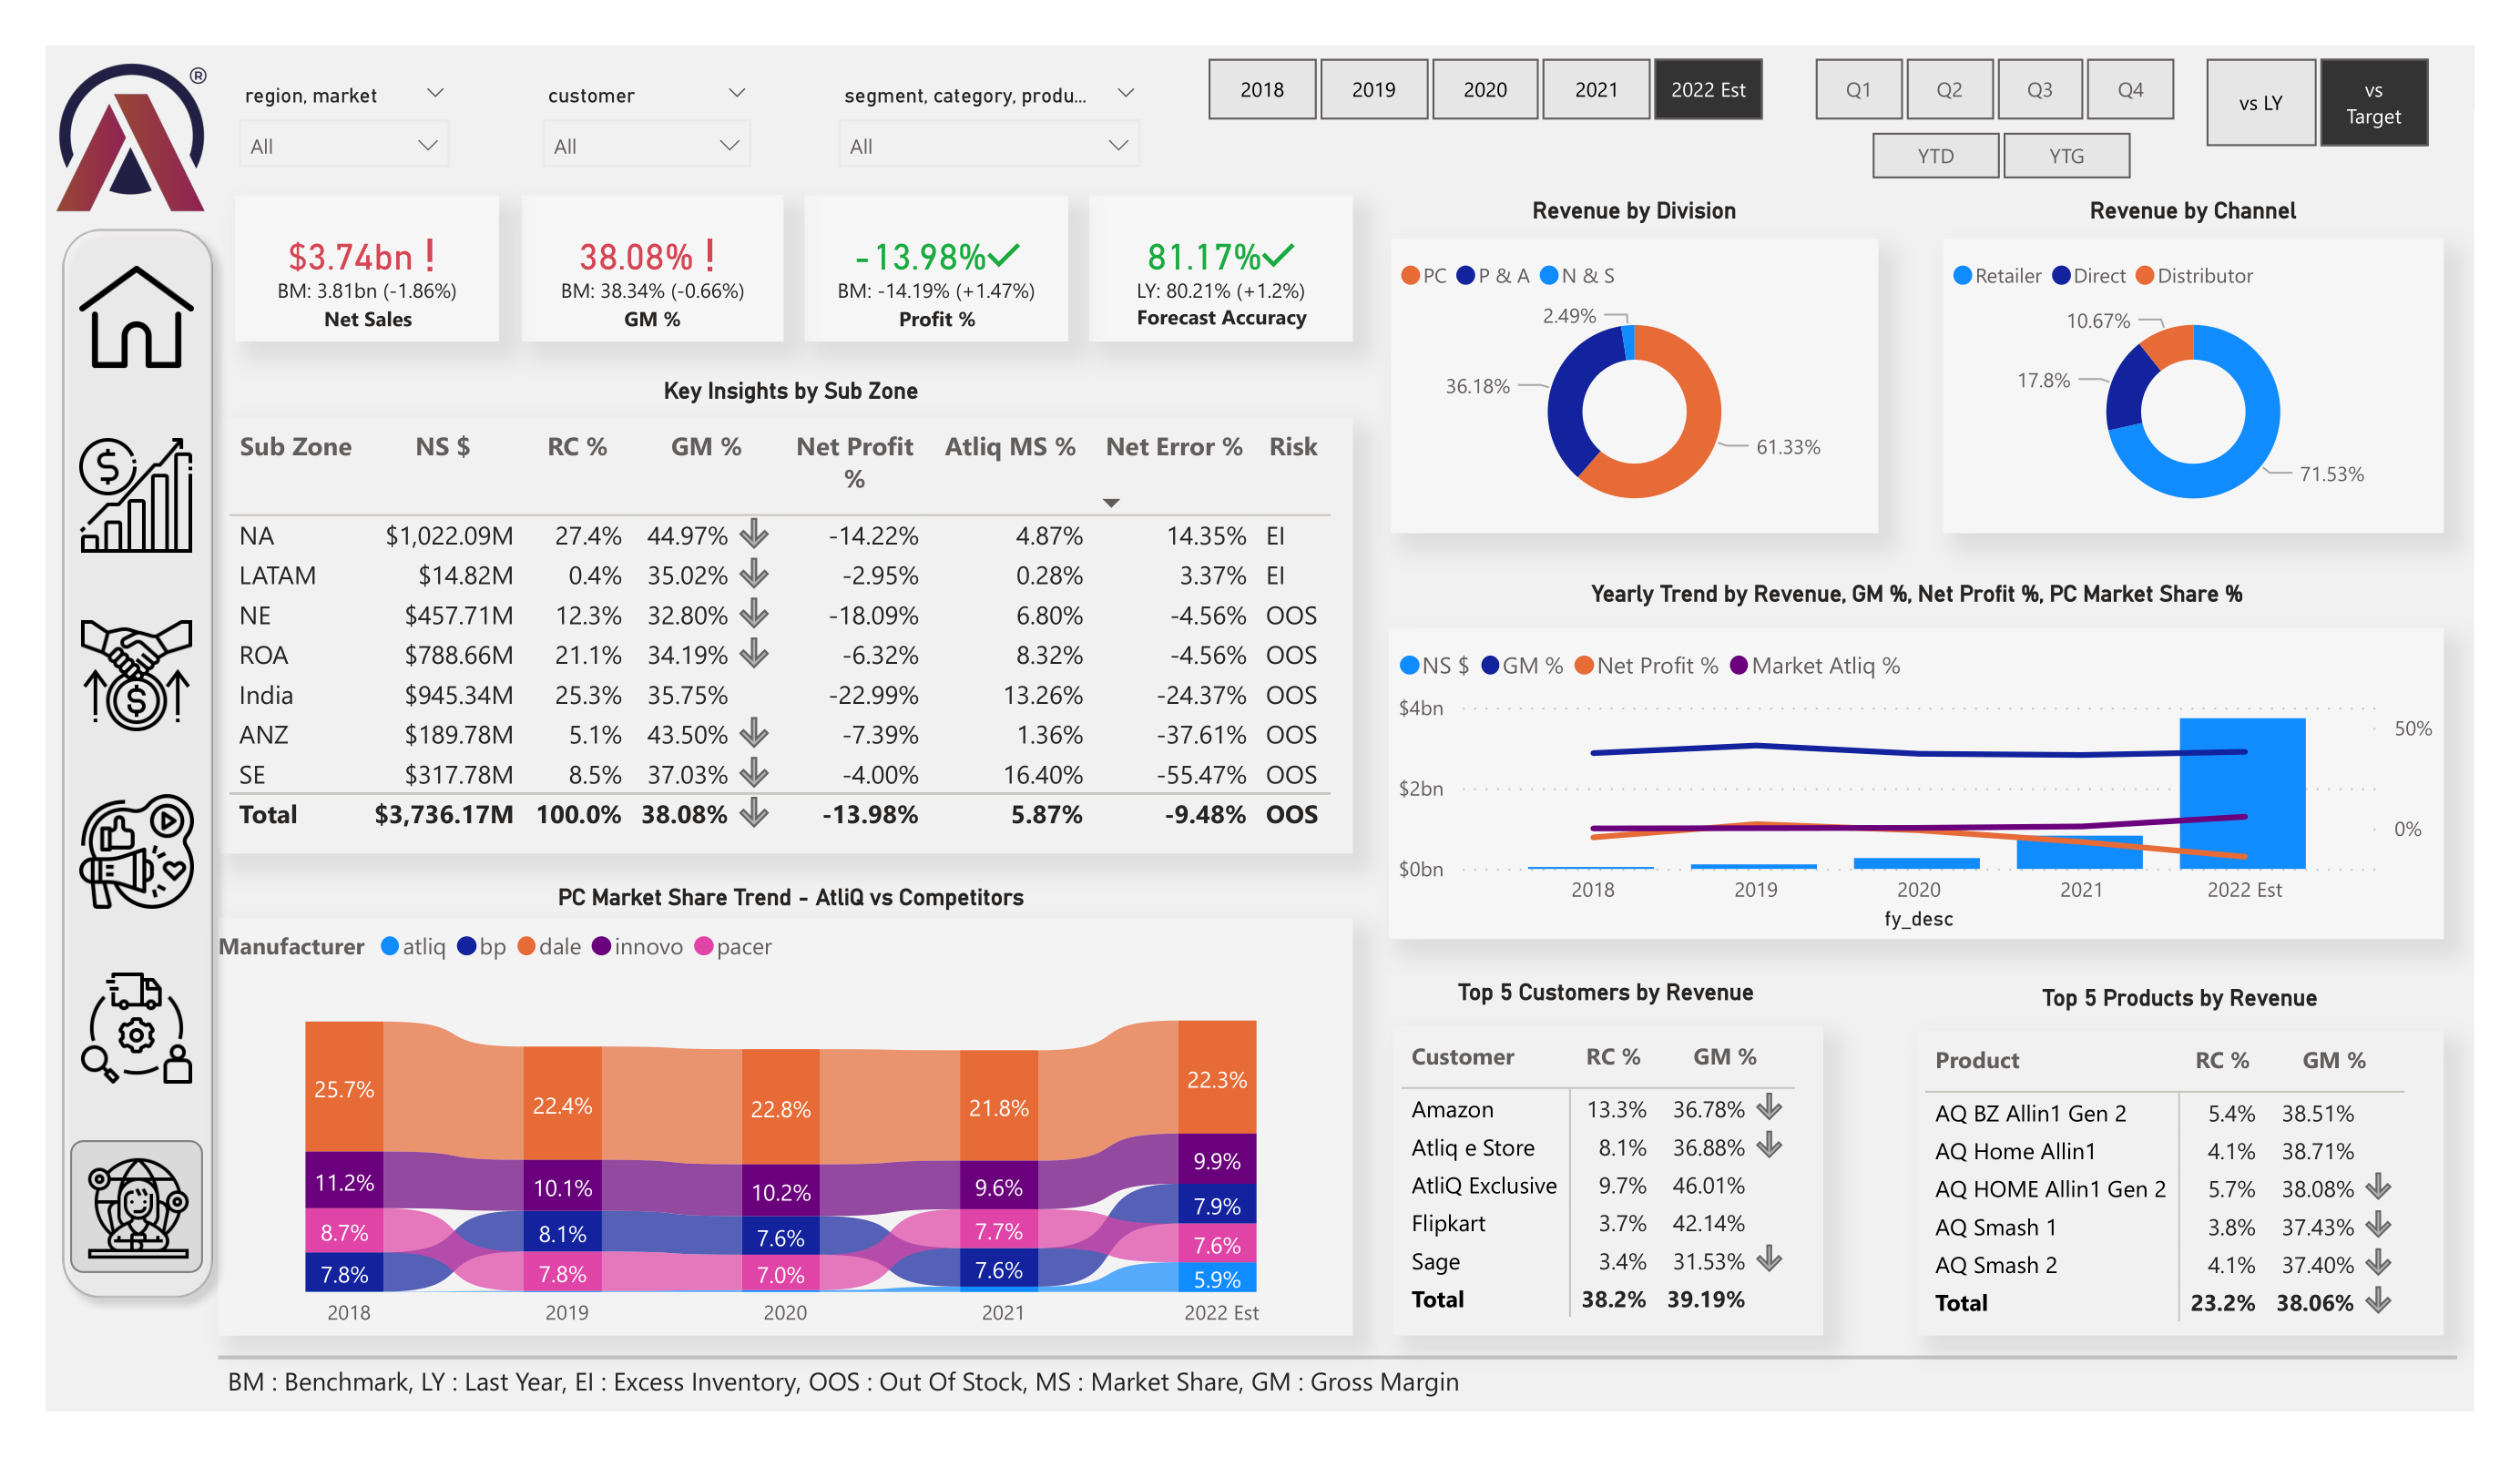 ®
region, market
customer
segment, category, produ...
All
All
All
2018 2019 2020 2021 2022 Est
Q1 Q2 Q3 Q4
YTD YTG
vs LY
vs
Target
$3.74bn !
BM: 3.81bn (-1.86%)
Net Sales
38.08% !
BM: 38.34% (-0.66%)
GM %
-13.98%
BM: -14.19% (+1.47%)
Profit %
81.17%
LY: 80.21% (+1.2%)
Forecast Accuracy
Revenue by Division
PC P & A N & S
2.49%
36.18%
61.33%
Revenue by Channel
Retailer Direct Distributor
10.67%
17.8%
71.53%
Key Insights by Sub Zone
Sub Zone NS $ RC % GM % Net Profit Atliq MS % Net Error % Risk
%
NA $1,022.09M 27.4% 44.97% -14.22% 4.87% 14.35% EI
LATAM $14.82M 0.4% 35.02% -2.95% 0.28% 3.37% EI
NE $457.71M 12.3% 32.80% -18.09% 6.80% -4.56% OOS
ROA $788.66M 21.1% 34.19% -6.32% 8.32% -4.56% OOS
India $945.34M 25.3% 35.75% -22.99% 13.26% -24.37% OOS
ANZ $189.78M 5.1% 43.50% -7.39% 1.36% -37.61% OOS
SE $317.78M 8.5% 37.03% -4.00% 16.40% -55.47% OOS
Total $3,736.17M 100.0% 38.08% -13.98% 5.87% -9.48% OOS
Yearly Trend by Revenue, GM %, Net Profit %, PC Market Share %
NS $ GM % Net Profit % Market Atliq %
$4bn
50%
$2bn
0%
$0bn
2018 2019 2020 2021 2022 Est
fy_desc
PC Market Share Trend - AtliQ vs Competitors
Manufacturer atliq bp dale innovo pacer
25.7% 22.4% 22.8% 21.8% 22.3%
11.2% 10.1% 10.2% 9.6% 9.9%
8.7% 8.1% 7.6% 7.7% 7.9%
7.8% 7.8% 7.0% 7.6% 7.6%
5.9%
2018 2019 2020 2021 2022 Est
Top 5 Customers by Revenue
Customer RC % GM %
Amazon 13.3% 36.78%
Atliq e Store 8.1% 36.88%
AtliQ Exclusive 9.7% 46.01%
Flipkart 3.7% 42.14%
Sage 3.4% 31.53%
Total 38.2% 39.19%
Top 5 Products by Revenue
Product RC % GM %
AQ BZ Allin1 Gen 2 5.4% 38.51%
AQ Home Allin1 4.1% 38.71%
AQ HOME Allin1 Gen 2 5.7% 38.08%
AQ Smash 1 3.8% 37.43%
AQ Smash 2 4.1% 37.40%
Total 23.2% 38.06%
BM : Benchmark, LY : Last Year, EI : Excess Inventory, OOS : Out Of Stock, MS : Market Share, GM : Gross Margin